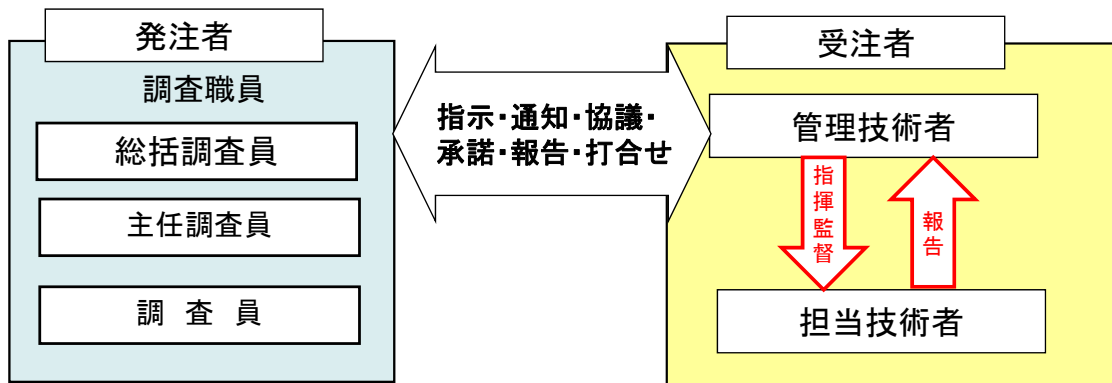 発注者
調査職員
総括調査員
主任調査員
調 査 員
指示・通知・協議・
承諾・報告・打合せ
受注者
管理技術者
指揮監督
報告
担当技術者